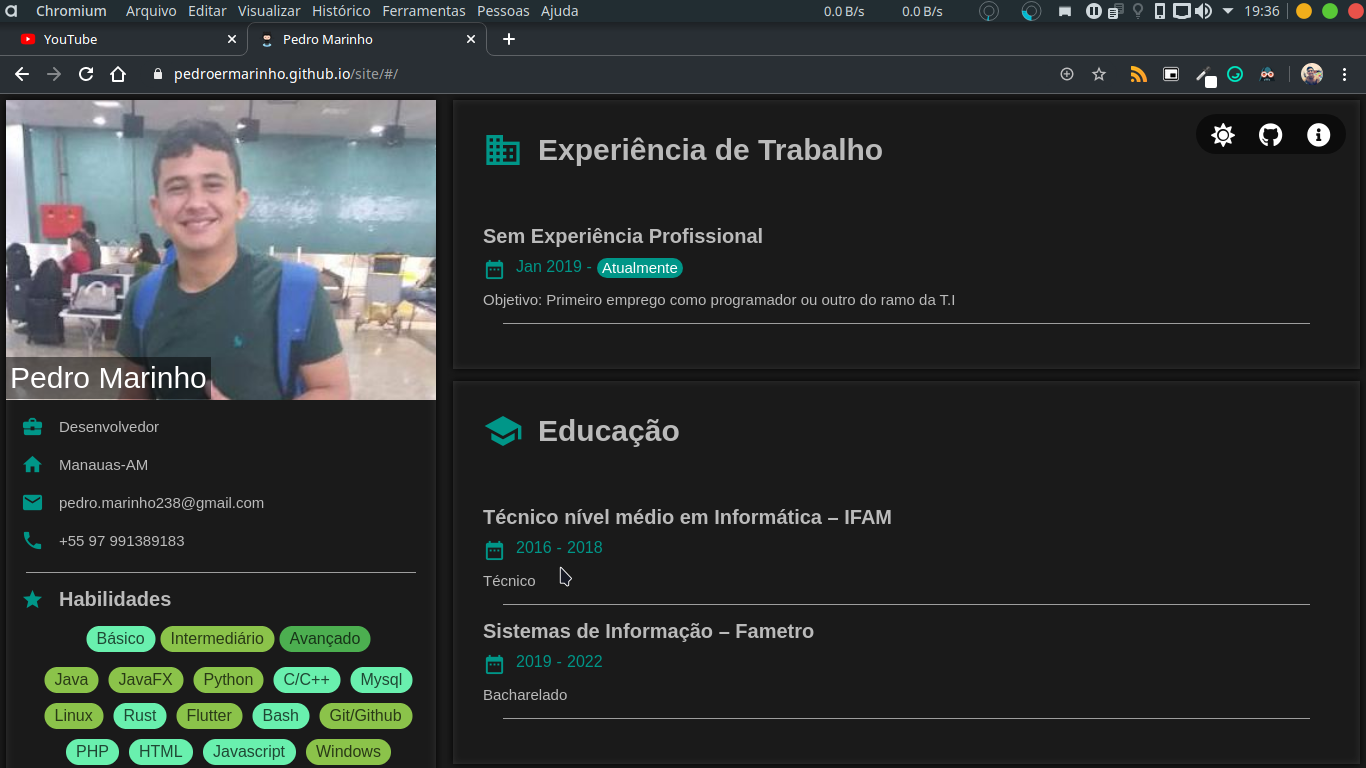 Chromium Arquivo Editar Visualizar Histórico Ferramentas Pessoas Ajuda 0.0 B/s 0.0 B/s 19:36
YouTube Pedro Marinho
pedroermarinho.github.io/site/#/
Pedro Marinho
Desenvolvedor
Manauas-AM
pedro.marinho238@gmail.com
+55 97 991389183
Habilidades
Básico Intermediário Avançado
Java JavaFX Python C/C++ Mysql
Linux Rust Flutter Bash Git/Github
PHP HTML Javascript Windows
Experiência de Trabalho
Sem Experiência Profissional
Jan 2019 - Atualmente
Objetivo: Primeiro emprego como programador ou outro do ramo da T.I
Educação
Técnico nível médio em Informática – IFAM
2016 - 2018
Técnico
Sistemas de Informação – Fametro
2019 - 2022
Bacharelado